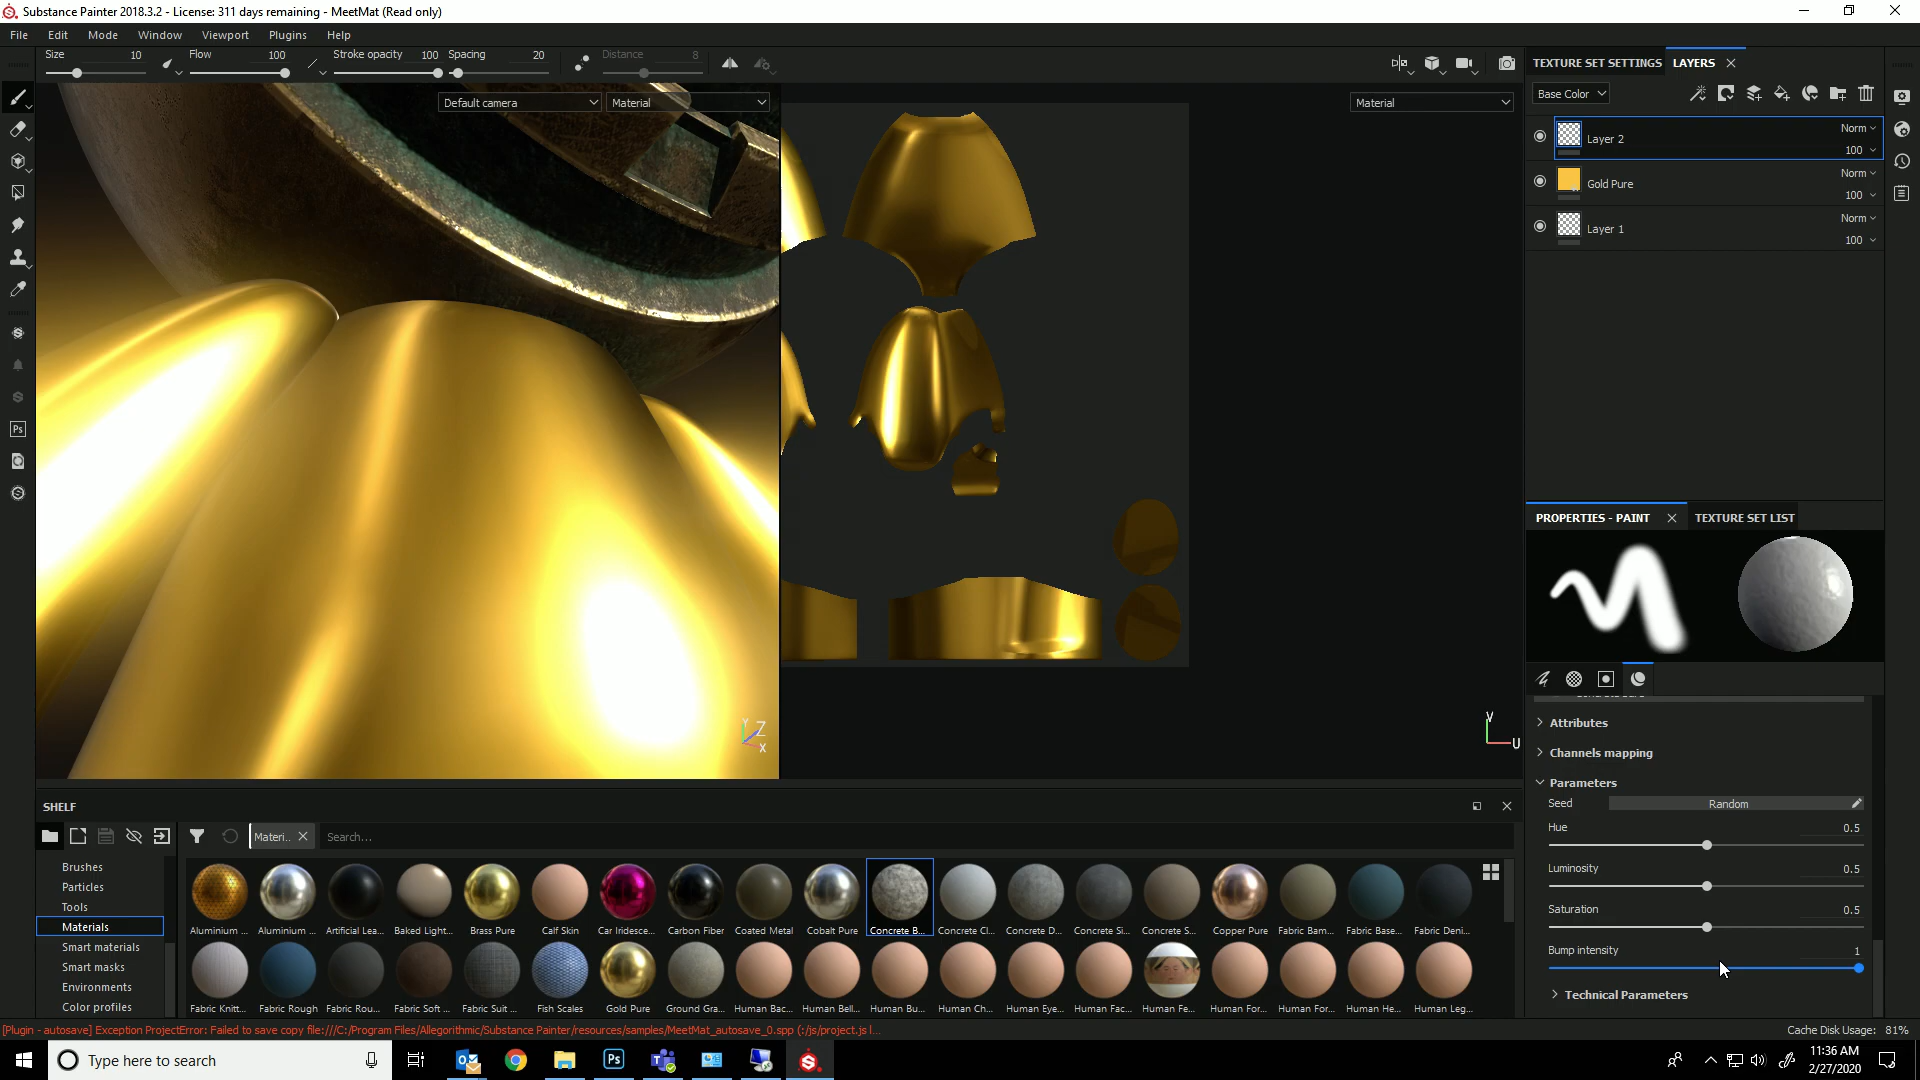 Substance Painter 2018.3.2 - License: 311 days remaining - MeetMat (Read only)
File Edit Mode Window Viewport Plugins Help
Size 10 Flow 100 Stroke opacity 100 Spacing 20 Distance 8
Default camera Material Material
TEXTURE SET SETTINGS LAYERS
Base Color
Layer 2 Norm 100
Gold Pure Norm 100
Layer 1 Norm 100
Y Z X
V U
PROPERTIES - PAINT TEXTURE SET LIST
Attributes
Channels mapping
Parameters
Seed Random
Hue 0.5
Luminosity 0.5
Saturation 0.5
Bump intensity 1
Technical Parameters
SHELF
Materi... Search...
Brushes
Particles
Tools
Materials
Smart materials
Smart masks
Environments
Color profiles
Aluminium ... Aluminium ... Artificial Lea... Baked Light... Brass Pure Calf Skin Car Iridesce... Carbon Fiber Coated Metal Cobalt Pure Concrete B... Concrete Cl... Concrete D... Concrete Si... Concrete S... Copper Pure Fabric Bam... Fabric Base... Fabric Deni...
Fabric Knitt... Fabric Rough Fabric Rou... Fabric Soft ... Fabric Suit ... Fish Scales Gold Pure Ground Gra... Human Bac... Human Bell... Human Bu... Human Ch... Human Eye... Human Fac... Human Fe... Human For... Human For... Human He... Human Leg...
[Plugin - autosave] Exception ProjectError: Failed to save copy file:///C:/Program Files/Allegorithmic/Substance Painter/resources/samples/MeetMat_autosave_0.spp (:/js/project.js l...
Cache Disk Usage: 81%
Type here to search
Ps
Ps
11:36 AM
2/27/2020